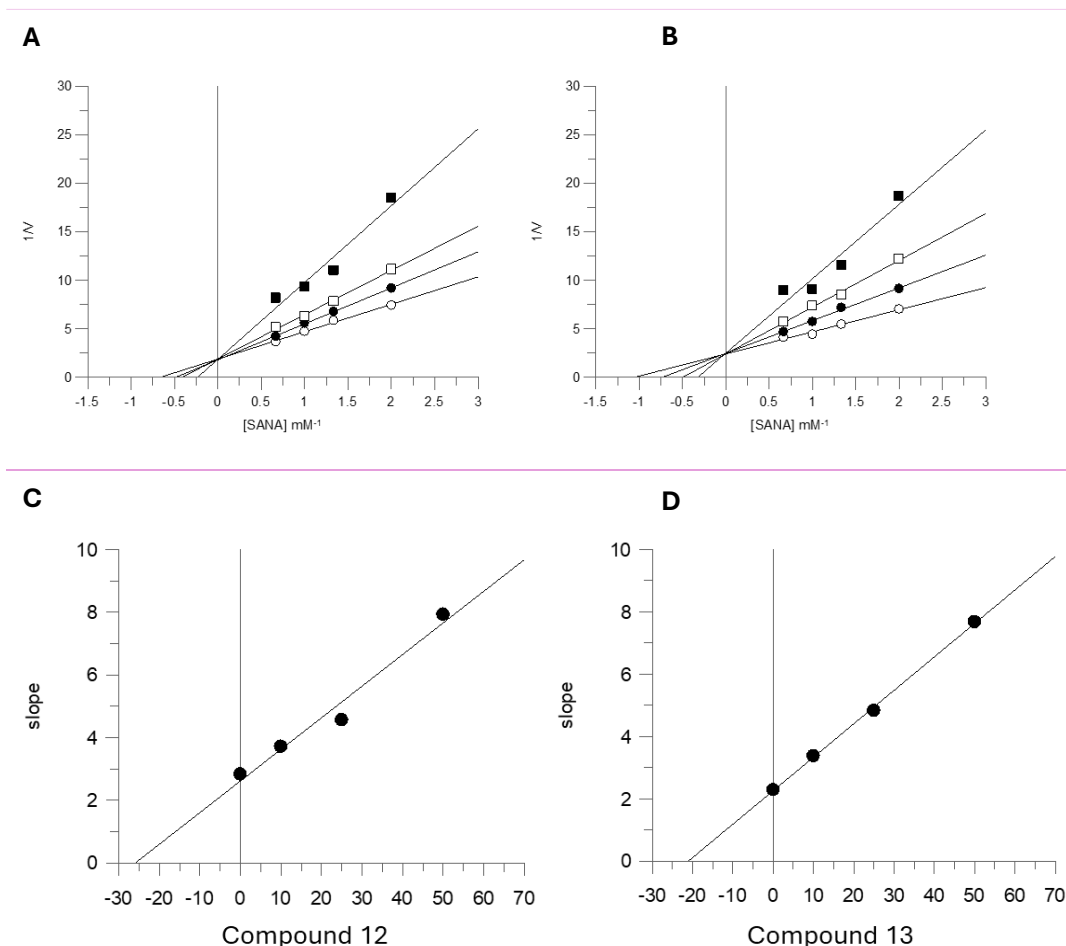 A B
30 30
25 25
20 20
1/V 15 1/V 15
10 10
5 5
0 0
-1.5 -1 -0.5 0 0.5 1 1.5 2 2.5 3 -1.5 -1 -0.5 0 0.5 1 1.5 2 2.5 3
[SANA] mM-1 [SANA] mM-1
C D
10 10
8 8
6 6
slope slope
4 4
2 2
0 0
-30 -20 -10 0 10 20 30 40 50 60 70 -30 -20 -10 0 10 20 30 40 50 60 70
Compound 12 Compound 13